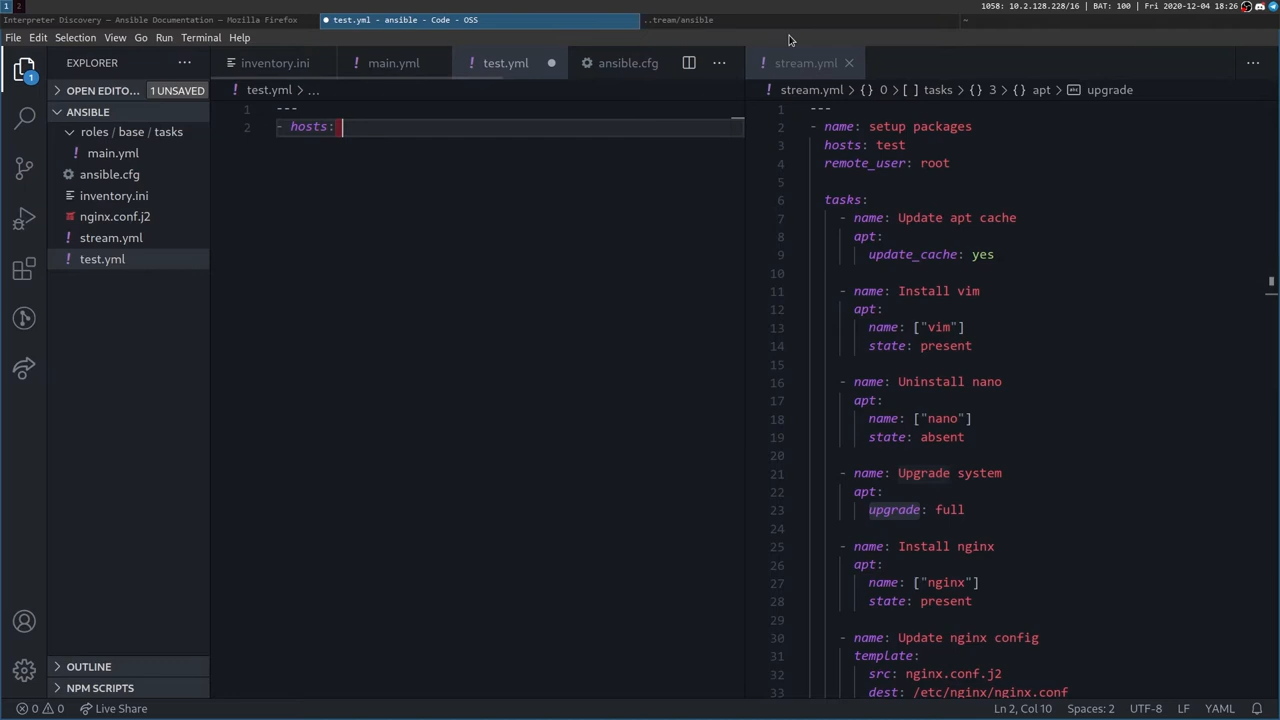 1 2 1058: 10.2.128.228/16 | BAT: 100 | Fri 2020-12-04 18:26
Interpreter Discovery — Ansible Documentation - Mozilla Firefox test.yml - ansible - Code - OSS ..tream/ansible ~
File Edit Selection View Go Run Terminal Help
EXPLORER
OPEN EDITO... 1 UNSAVED
ANSIBLE
roles / base / tasks
main.yml
ansible.cfg
inventory.ini
nginx.conf.j2
stream.yml
test.yml
OUTLINE
NPM SCRIPTS
1
inventory.ini main.yml test.yml ansible.cfg
test.yml > ...
1 ---
2 - hosts:
stream.yml
stream.yml > {} 0 > [ ] tasks > {} 3 > {} apt > abc upgrade
1 ---
2 - name: setup packages
3 hosts: test
4 remote_user: root
5
6 tasks:
7 - name: Update apt cache
8 apt:
9 update_cache: yes
10
11 - name: Install vim
12 apt:
13 name: ["vim"]
14 state: present
15
16 - name: Uninstall nano
17 apt:
18 name: ["nano"]
19 state: absent
20
21 - name: Upgrade system
22 apt:
23 upgrade: full
24
25 - name: Install nginx
26 apt:
27 name: ["nginx"]
28 state: present
29
30 - name: Update nginx config
31 template:
32 src: nginx.conf.j2
33 dest: /etc/nginx/nginx.conf
0 0 Live Share Ln 2, Col 10 Spaces: 2 UTF-8 LF YAML